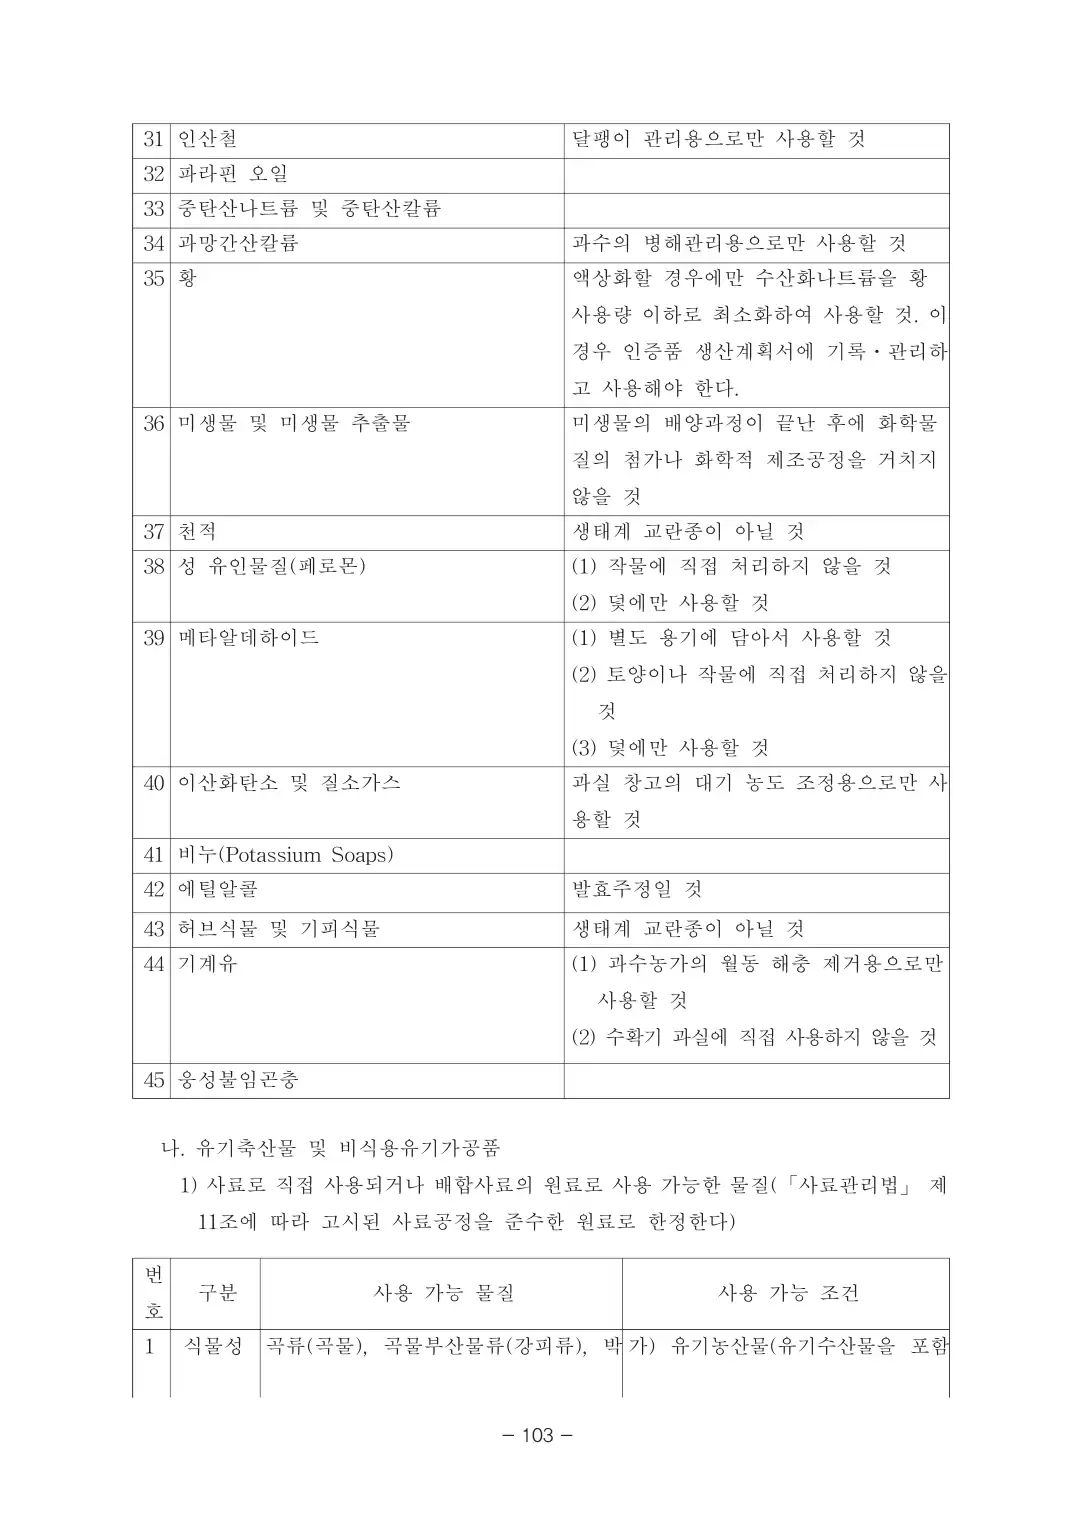 31 인산철 달팽이 관리용으로만 사용할 것
32 파라핀 오일
33 중탄산나트륨 및 중탄산칼륨
34 과망간산칼륨 과수의 병해관리용으로만 사용할 것
35 황 액상화할 경우에만 수산화나트륨을 황
사용량 이하로 최소화하여 사용할 것. 이
경우 인증품 생산계획서에 기록・관리하
고 사용해야 한다.
36 미생물 및 미생물 추출물 미생물의 배양과정이 끝난 후에 화학물
질의 첨가나 화학적 제조공정을 거치지
않을 것
37 천적 생태계 교란종이 아닐 것
38 성 유인물질(페로몬) (1) 작물에 직접 처리하지 않을 것
(2) 덫에만 사용할 것
39 메타알데하이드 (1) 별도 용기에 담아서 사용할 것
(2) 토양이나 작물에 직접 처리하지 않을
것
(3) 덫에만 사용할 것
40 이산화탄소 및 질소가스 과실 창고의 대기 농도 조정용으로만 사
용할 것
41 비누(Potassium Soaps)
42 에틸알콜 발효주정일 것
43 허브식물 및 기피식물 생태계 교란종이 아닐 것
44 기계유 (1) 과수농가의 월동 해충 제거용으로만
사용할 것
(2) 수확기 과실에 직접 사용하지 않을 것
45 웅성불임곤충
나. 유기축산물 및 비식용유기가공품
1) 사료로 직접 사용되거나 배합사료의 원료로 사용 가능한 물질(「사료관리법」 제
11조에 따라 고시된 사료공정을 준수한 원료로 한정한다)
번
호 구분 사용 가능 물질 사용 가능 조건
1 식물성 곡류(곡물), 곡물부산물류(강피류), 박 가) 유기농산물(유기수산물을 포함
- 103 -